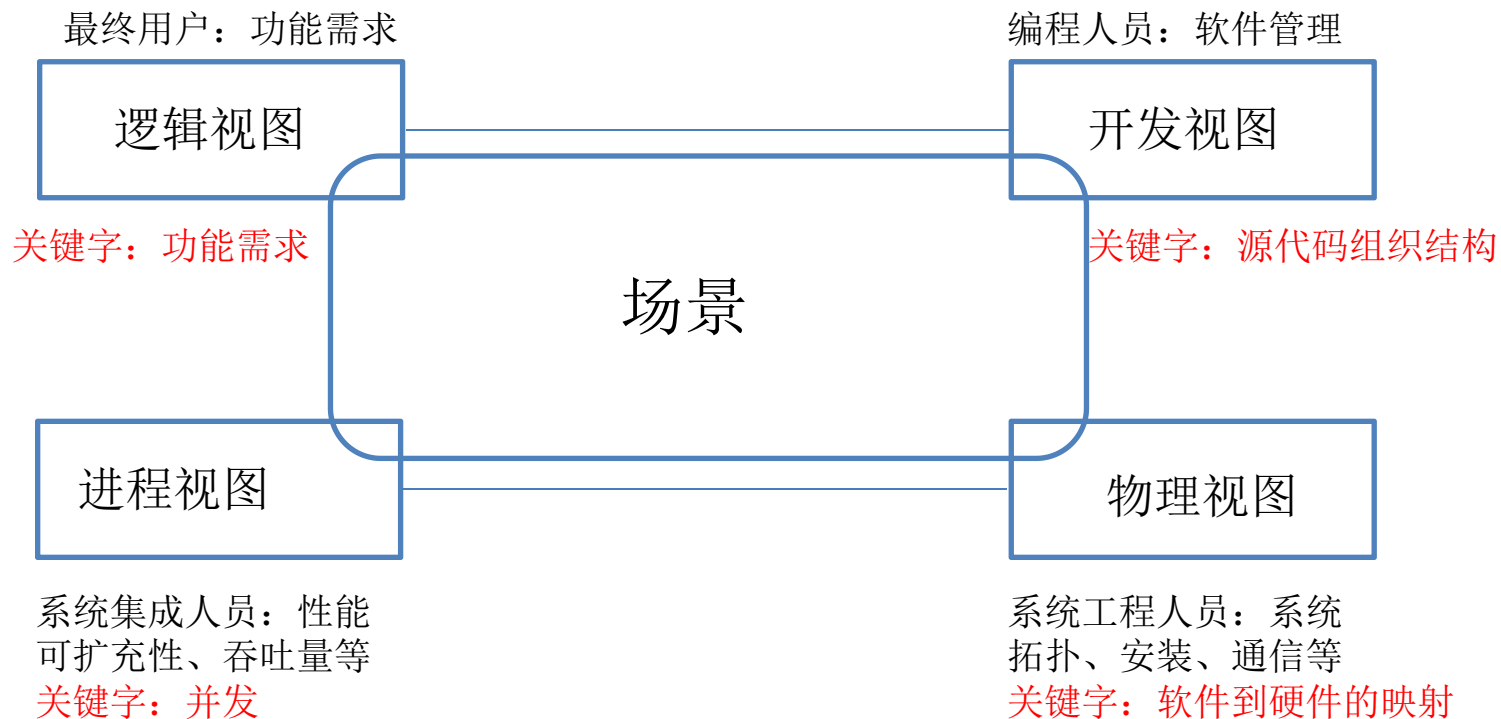 最终用户：功能需求
编程人员：软件管理
逻辑视图
开发视图
关键字：功能需求
关键字：源代码组织结构
场景
进程视图
物理视图
系统集成人员：性能
可扩充性、吞吐量等
关键字：并发
系统工程人员：系统
拓扑、安装、通信等
关键字：软件到硬件的映射